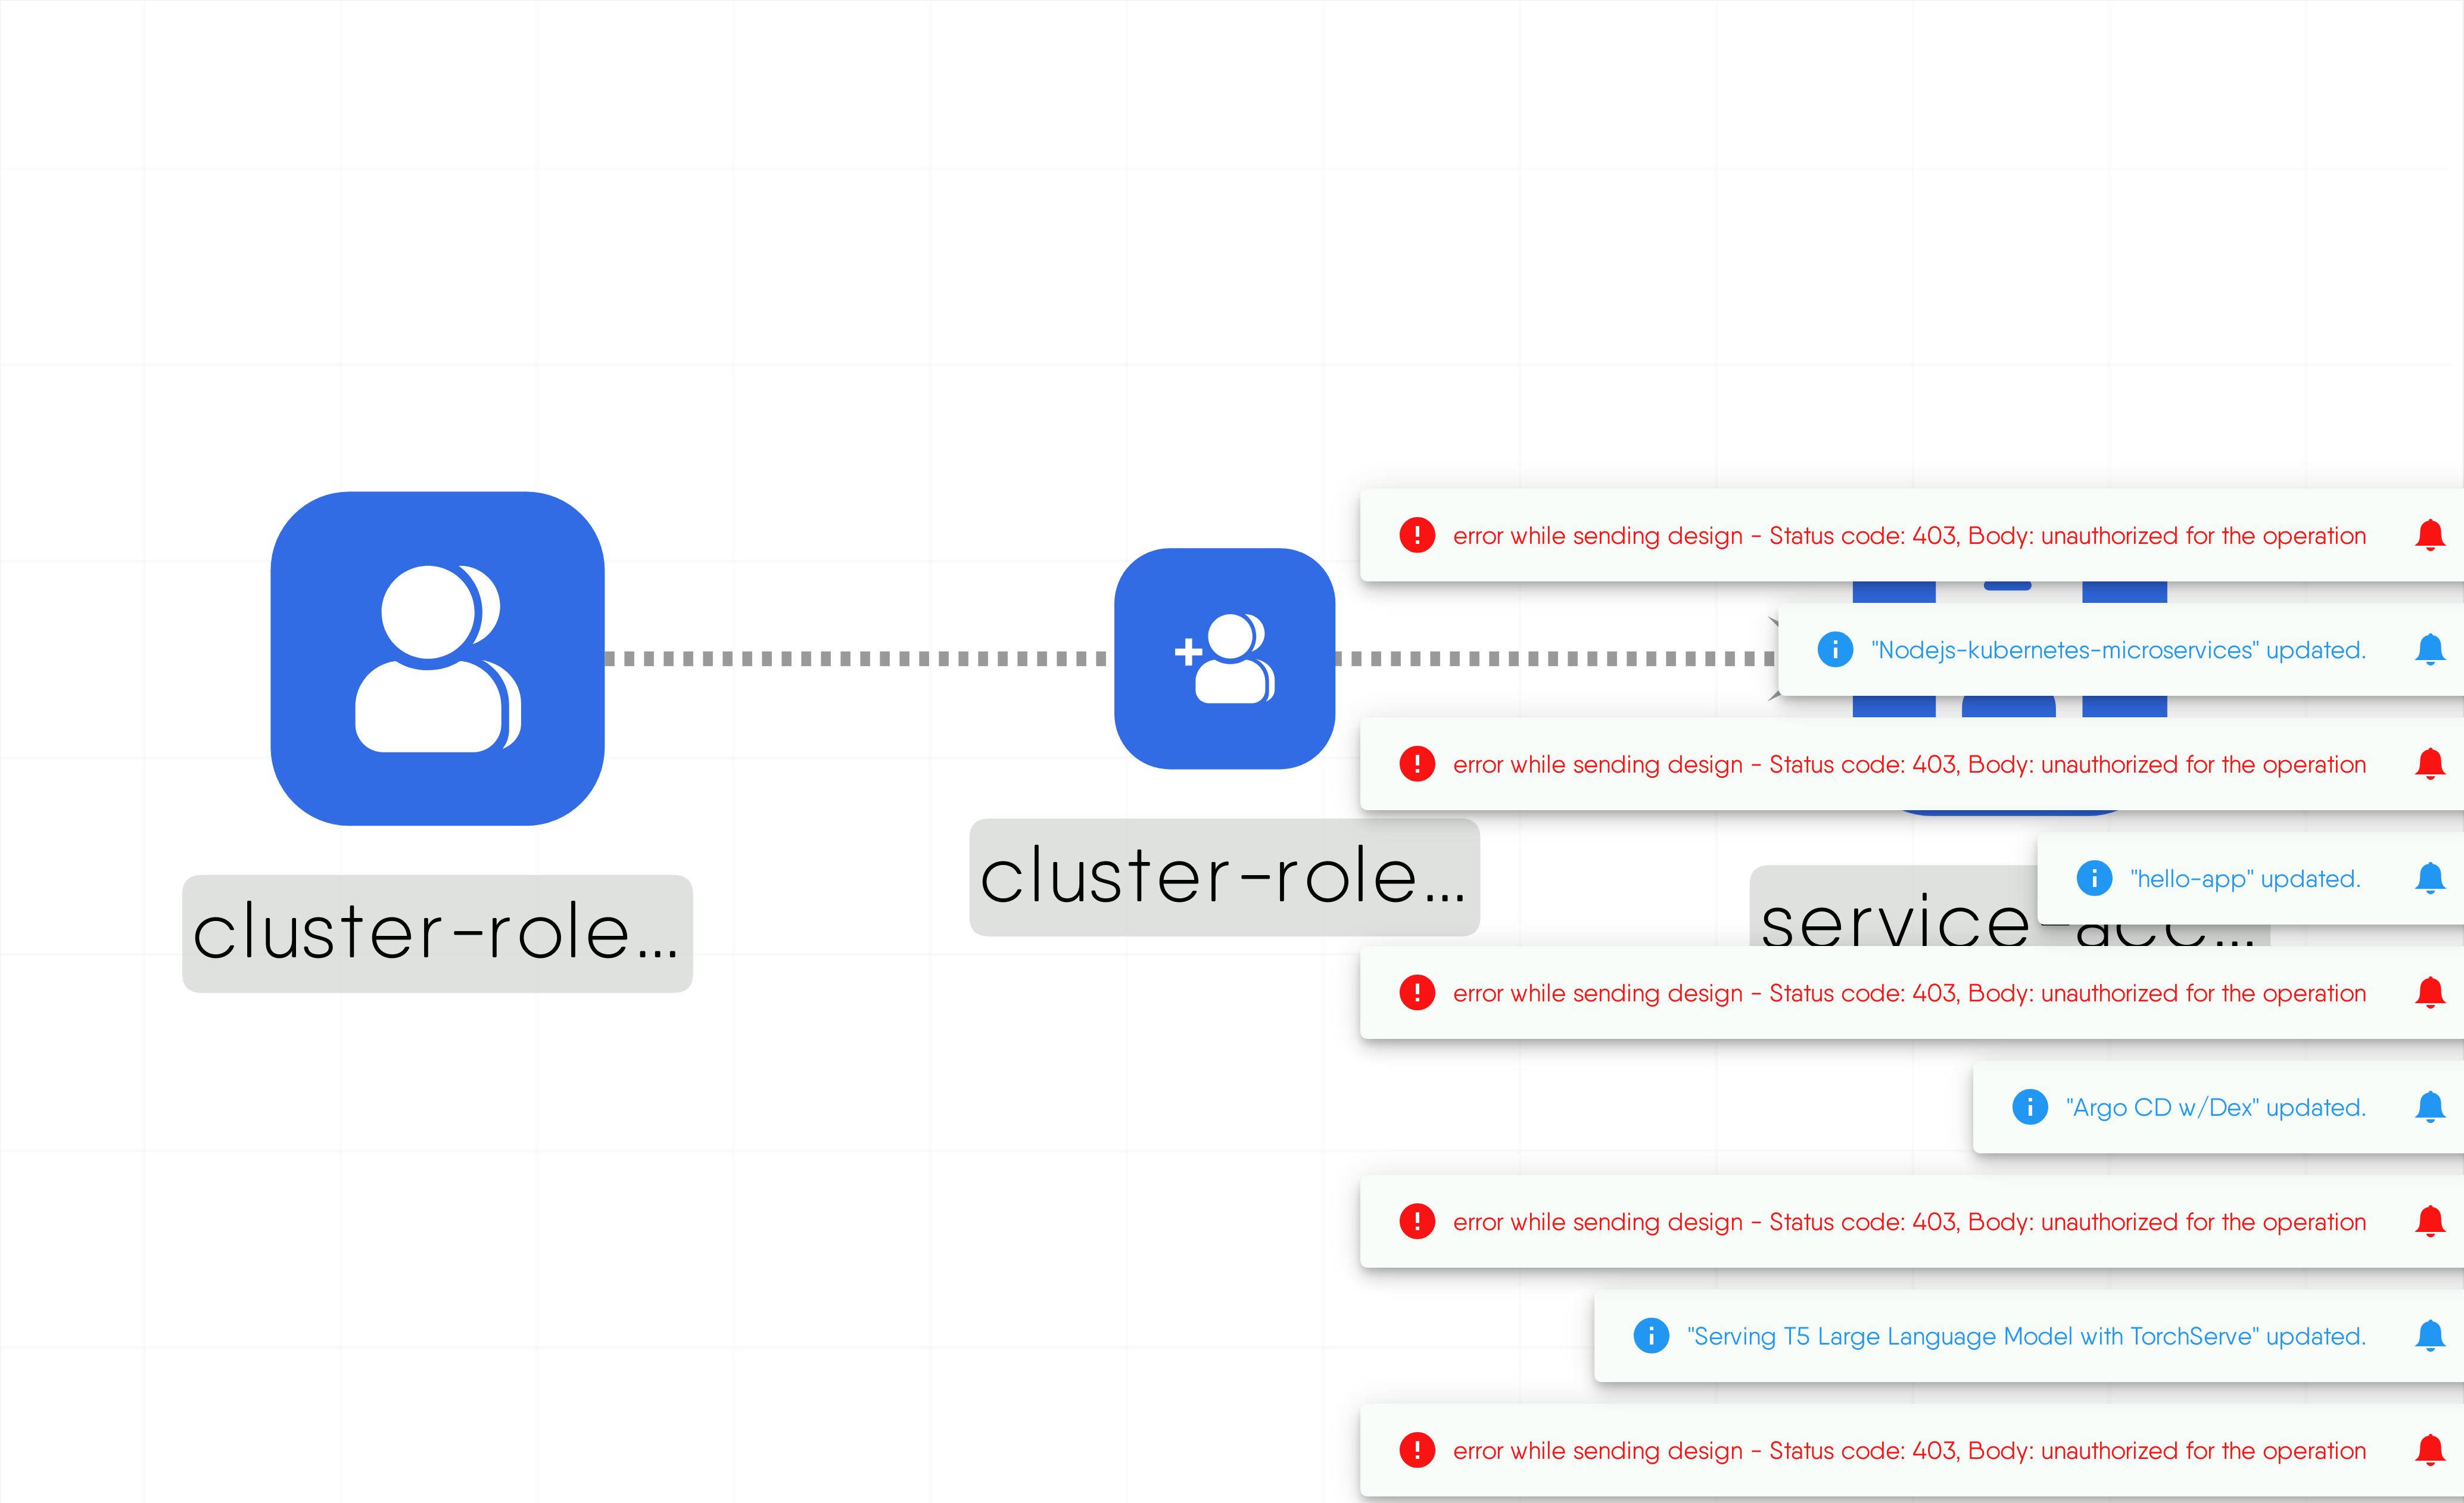 error while sending design - Status code: 403, Body: unauthorized for the operation
"Nodejs-kubernetes-microservices" updated.
error while sending design - Status code: 403, Body: unauthorized for the operation
cluster-role...
"hello-app" updated.
cluster-role...
service-acc...
error while sending design - Status code: 403, Body: unauthorized for the operation
"Argo CD w/Dex" updated.
error while sending design - Status code: 403, Body: unauthorized for the operation
"Serving T5 Large Language Model with TorchServe" updated.
error while sending design - Status code: 403, Body: unauthorized for the operation